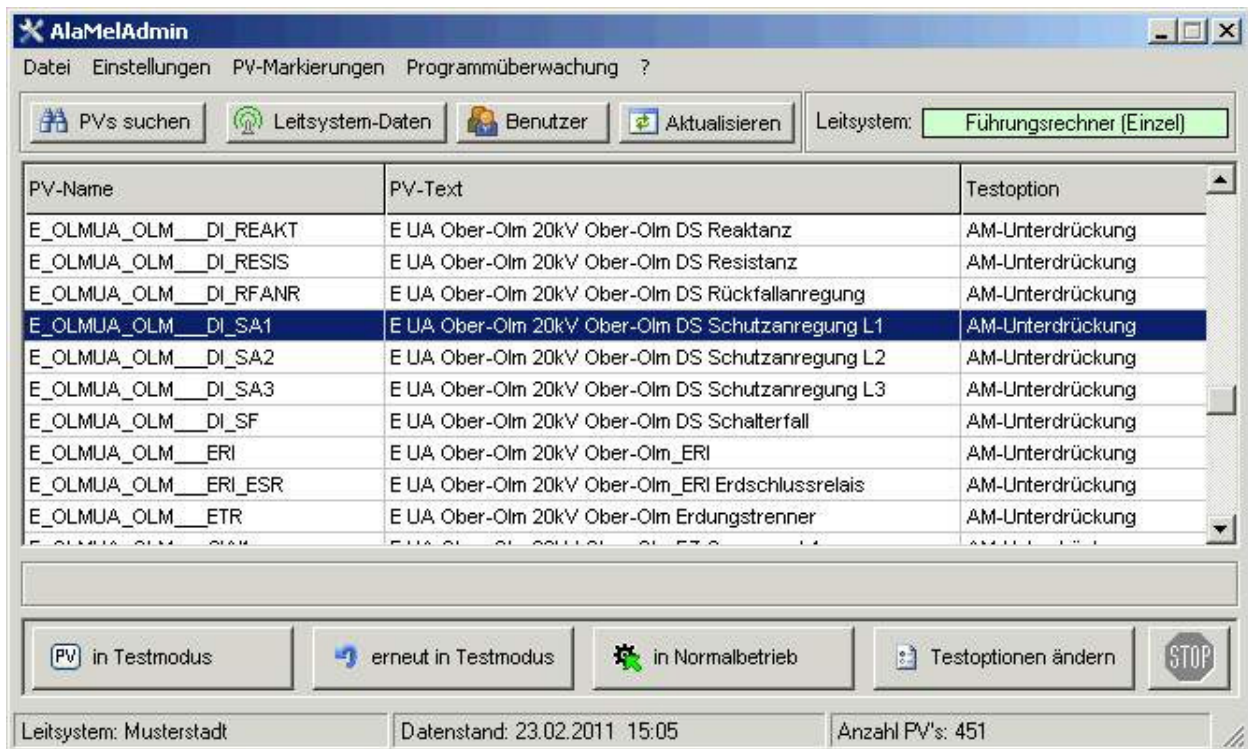 AlaMelAdmin
Datei Einstellungen PV-Markierungen Programmüberwachung ?
PVs suchen Leitsystem-Daten Benutzer Aktualisieren Leitsystem: Führungsrechner (Einzel)
PV-Name PV-Text Testoption
E_OLMUA_OLM___DI_REAKT E UA Ober-Olm 20kV Ober-Olm DS Reaktanz AM-Unterdrückung
E_OLMUA_OLM___DI_RESIS E UA Ober-Olm 20kV Ober-Olm DS Resistanz AM-Unterdrückung
E_OLMUA_OLM___DI_RFANR E UA Ober-Olm 20kV Ober-Olm DS Rückfallanregung AM-Unterdrückung
E_OLMUA_OLM___DI_SA1 E UA Ober-Olm 20kV Ober-Olm DS Schutzanregung L1 AM-Unterdrückung
E_OLMUA_OLM___DI_SA2 E UA Ober-Olm 20kV Ober-Olm DS Schutzanregung L2 AM-Unterdrückung
E_OLMUA_OLM___DI_SA3 E UA Ober-Olm 20kV Ober-Olm DS Schutzanregung L3 AM-Unterdrückung
E_OLMUA_OLM___DI_SF E UA Ober-Olm 20kV Ober-Olm DS Schalterfall AM-Unterdrückung
E_OLMUA_OLM___ERI E UA Ober-Olm 20kV Ober-Olm_ERI AM-Unterdrückung
E_OLMUA_OLM___ERI_ESR E UA Ober-Olm 20kV Ober-Olm_ERI Erdschlussrelais AM-Unterdrückung
E_OLMUA_OLM___ETR E UA Ober-Olm 20kV Ober-Olm Erdungstrenner AM-Unterdrückung
PV in Testmodus erneut in Testmodus in Normalbetrieb Testoptionen ändern STOP
Leitsystem: Musterstadt Datenstand: 23.02.2011 15:05 Anzahl PV's: 451